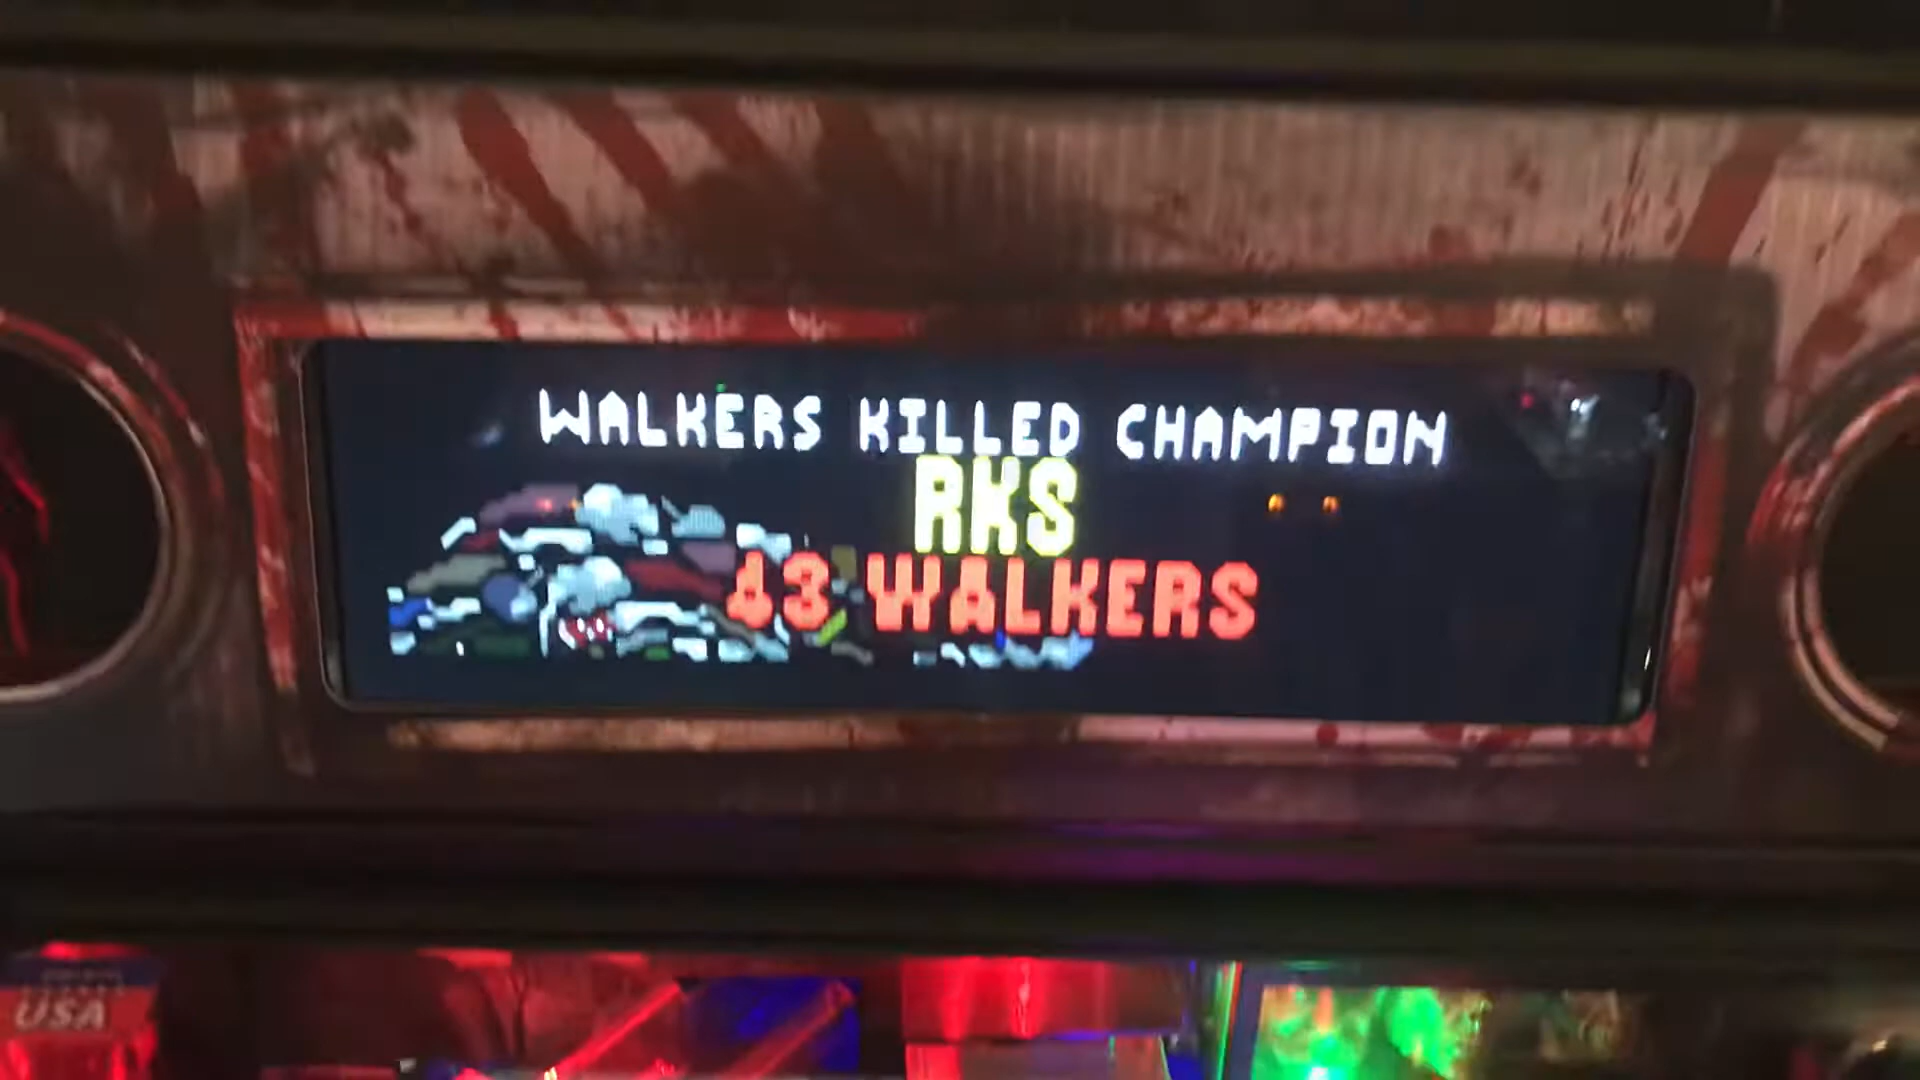 WALKERS KILLED CHAMPION
RKS
43 WALKERS
USA